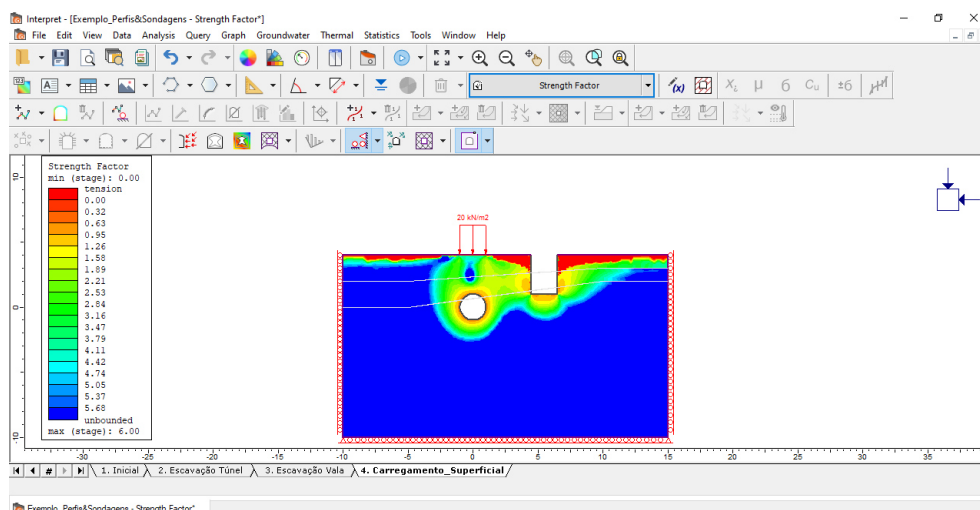 Interpret - [Exemplo_Perfis&Sondagens - Strength Factor*]
File Edit View Data Analysis Query Graph Groundwater Thermal Statistics Tools Window Help
Strength Factor
Strength Factor
min (stage): 0.00
tension
0.00
0.32
0.63
0.95
1.26
1.58
1.89
2.21
2.53
2.84
3.16
3.47
3.79
4.11
4.42
4.74
5.05
5.37
5.68
unbounded
max (stage): 6.00
20 kN/m2
10
0
-10
-30 -25 -20 -15 -10 -5 0 5 10 15 20 25 30 35
# 1. Inicial 2. Escavação Túnel 3. Escavação Vala 4. Carregamento_Superficial
Exemplo_Perfis&Sondagens - Strength Factor*